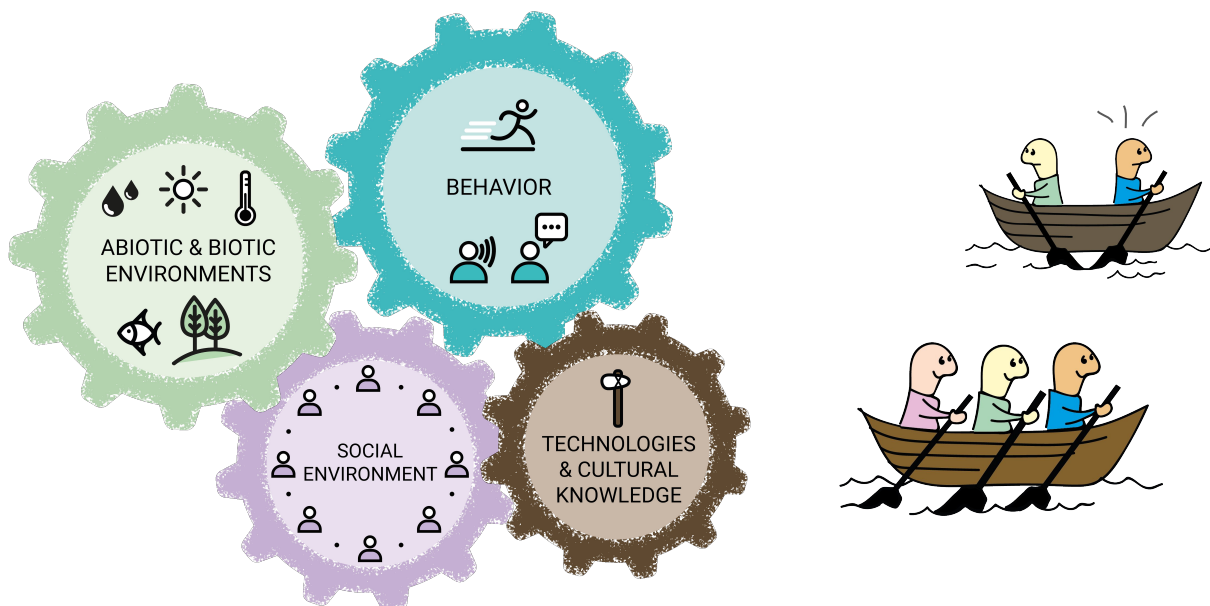 BEHAVIOR
ABIOTIC & BIOTIC
ENVIRONMENTS
SOCIAL
ENVIRONMENT
TECHNOLOGIES
& CULTURAL
KNOWLEDGE